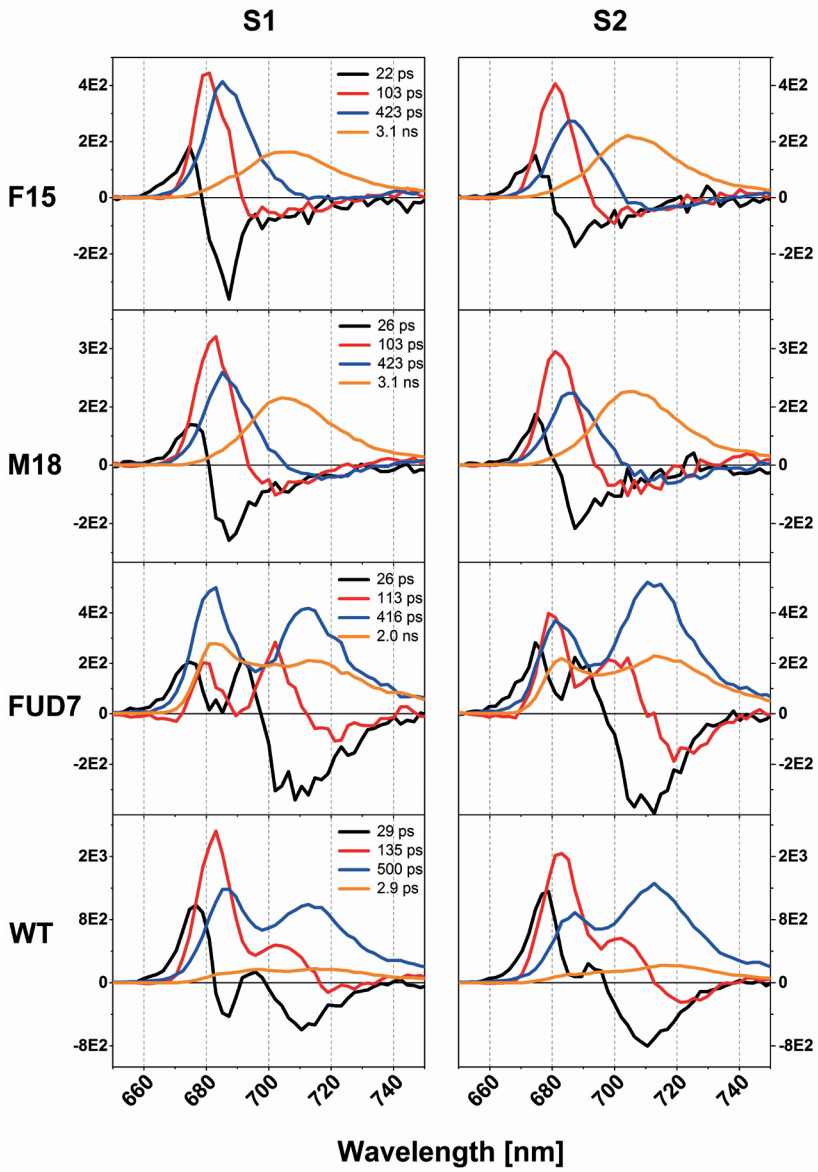 S1 S2
4E2
2E2
0
-2E2
22 ps
103 ps
423 ps
3.1 ns
4E2
2E2
0
-2E2
F15
3E2
2E2
0
-2E2
26 ps
103 ps
423 ps
3.1 ns
3E2
2E2
0
-2E2
M18
4E2
2E2
0
-2E2
26 ps
113 ps
416 ps
2.0 ns
4E2
2E2
0
-2E2
FUD7
2E3
8E2
0
-8E2
29 ps
135 ps
500 ps
2.9 ps
2E3
8E2
0
-8E2
WT
660 680 700 720 740 660 680 700 720 740
Wavelength [nm]